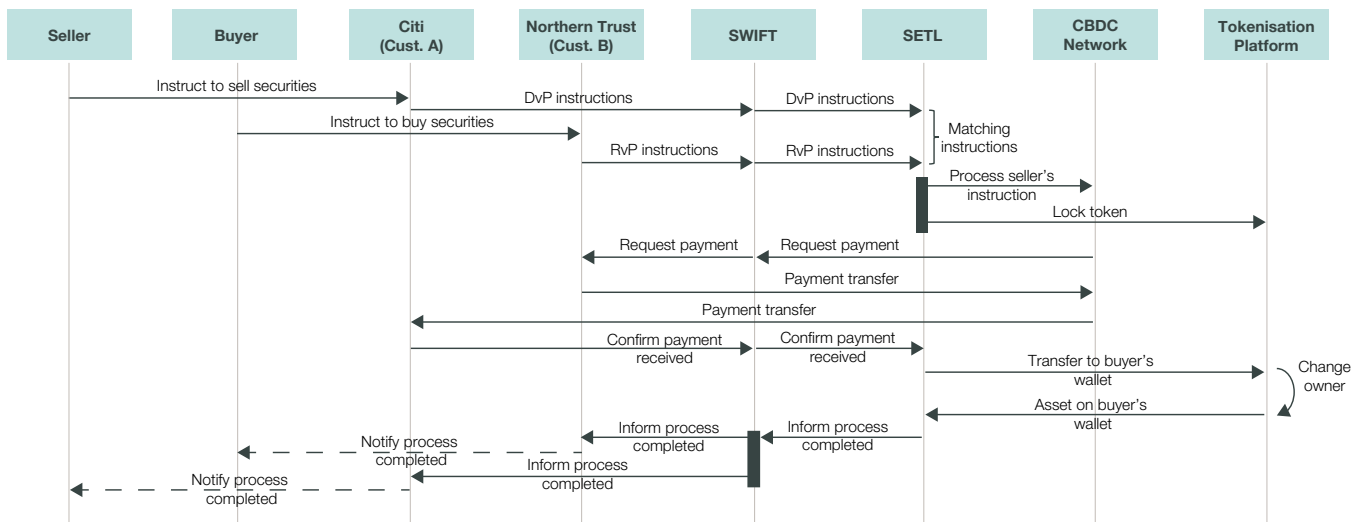 Seller
Buyer
Citi
(Cust. A)
Northern Trust
(Cust. B)
SWIFT
SETL
CBDC
Network
Tokenisation
Platform
Instruct to sell securities
DvP instructions
DvP instructions
Instruct to buy securities
Matching
instructions
RvP instructions
RvP instructions
Process seller’s
instruction
Lock token
Request payment
Request payment
Payment transfer
Payment transfer
Confirm payment
received
Confirm payment
received
Transfer to buyer’s
wallet
Change
owner
Asset on buyer’s
wallet
Inform process
completed
Inform process
completed
Notify process
completed
Inform process
completed
Notify process
completed